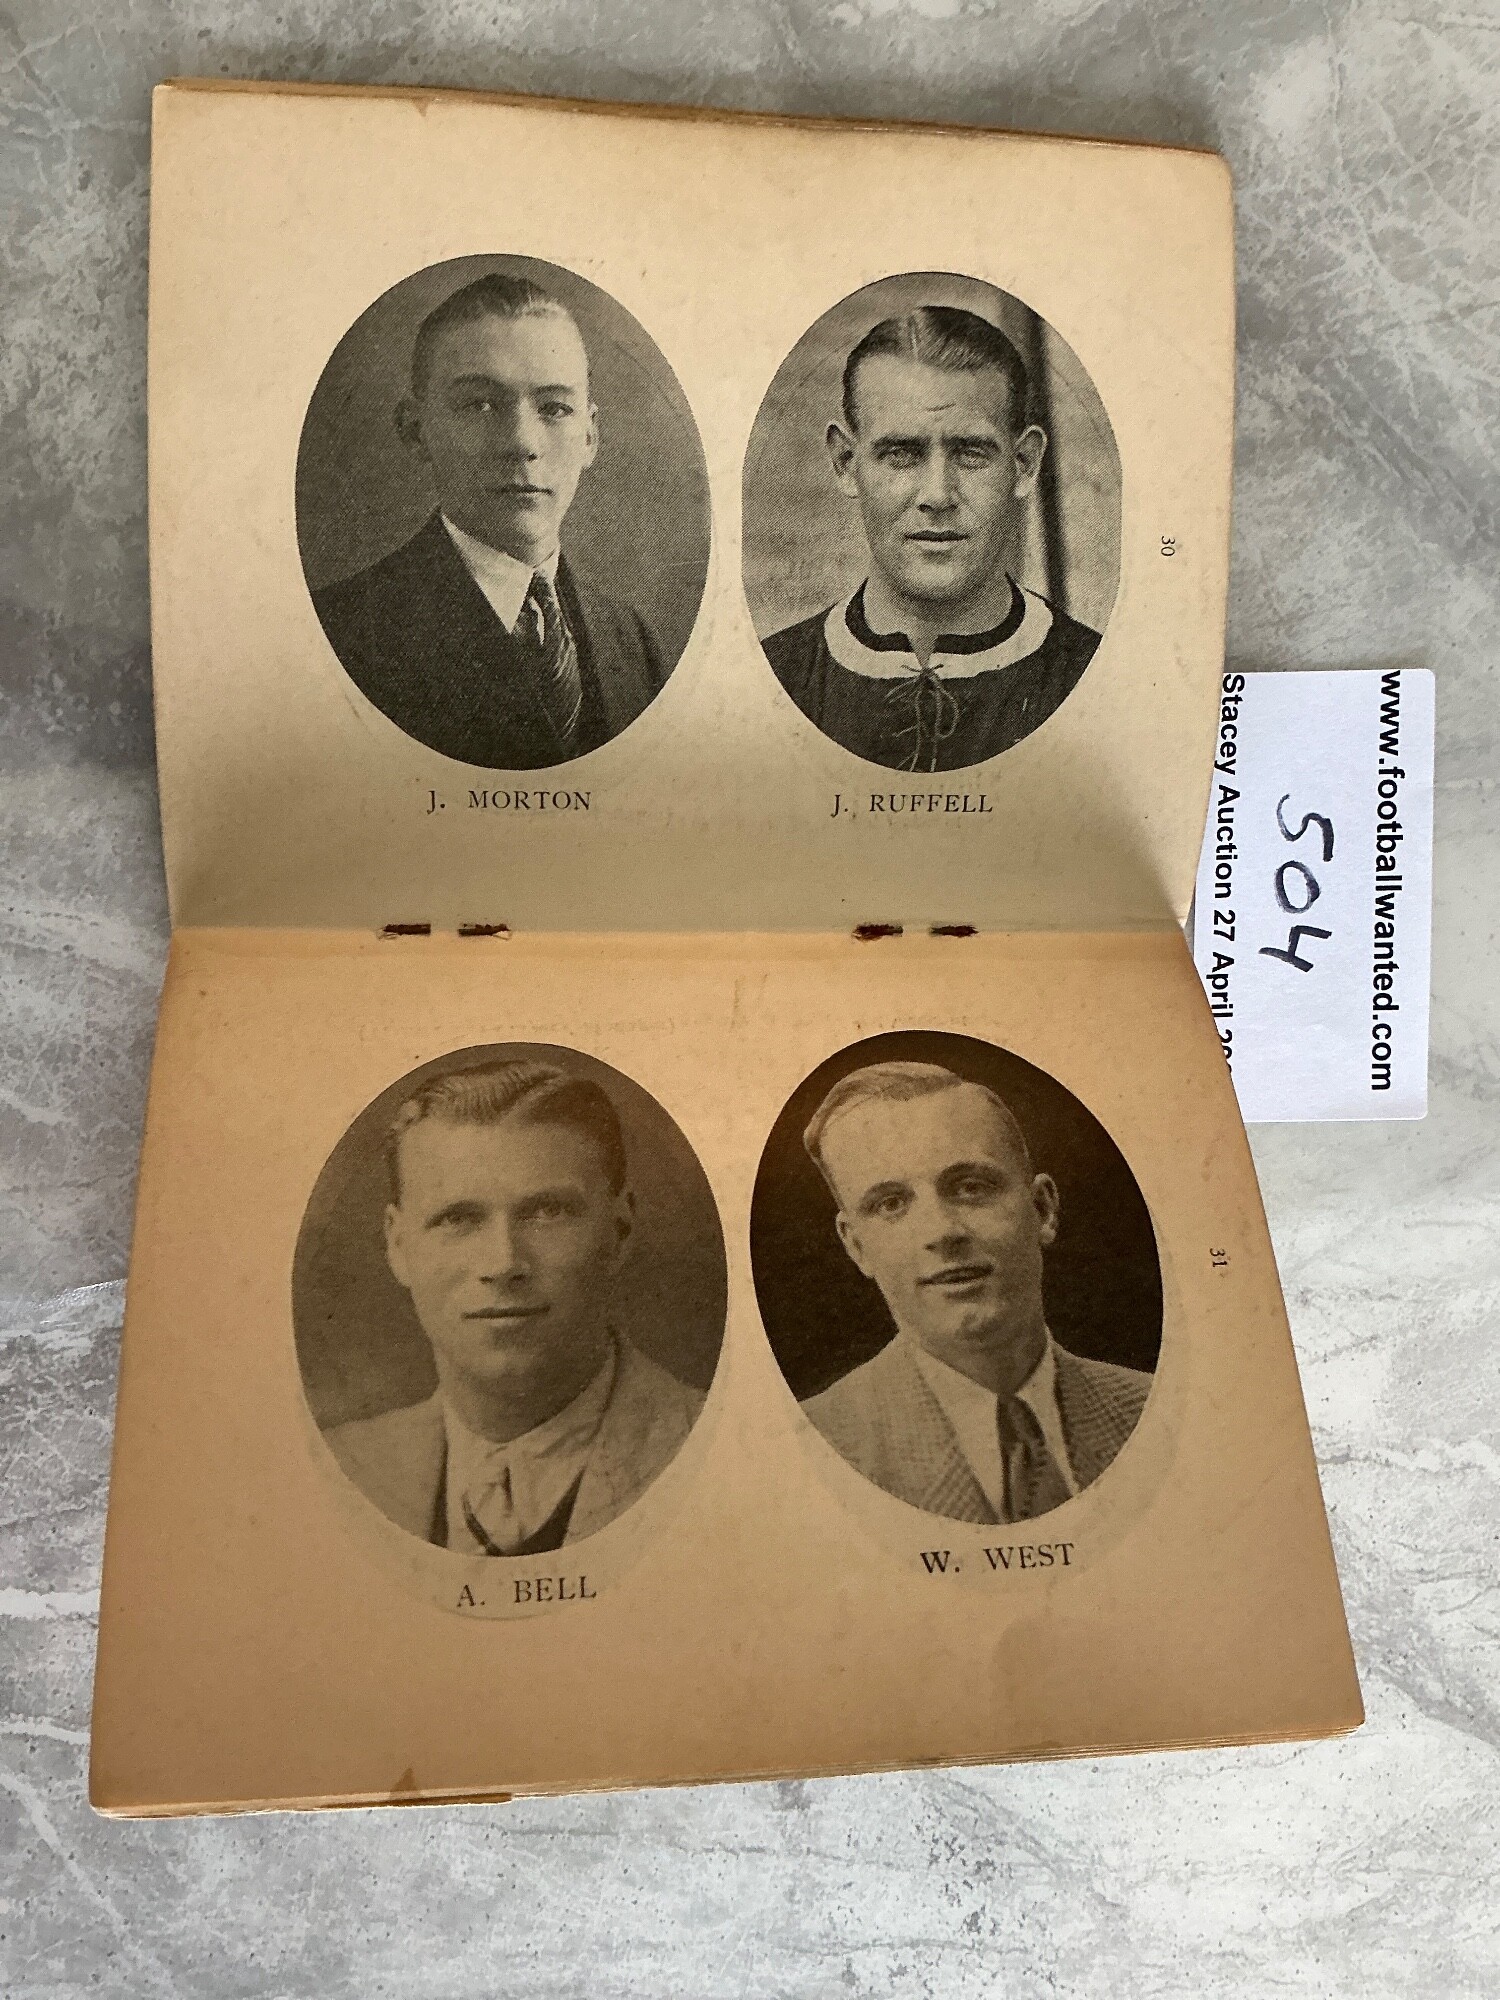 J. MORTON
J. RUFFELL
30
A. BELL
W. WEST
31
www.footballwanted.com
504
Stacey Auction 27 April